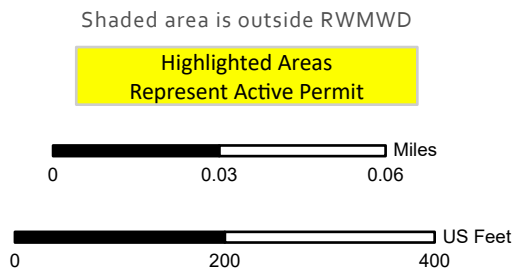 Shaded area is outside RWMWD
Highlighted Areas
Represent Active Permit
Miles
0 0.03 0.06
US Feet
0 200 400